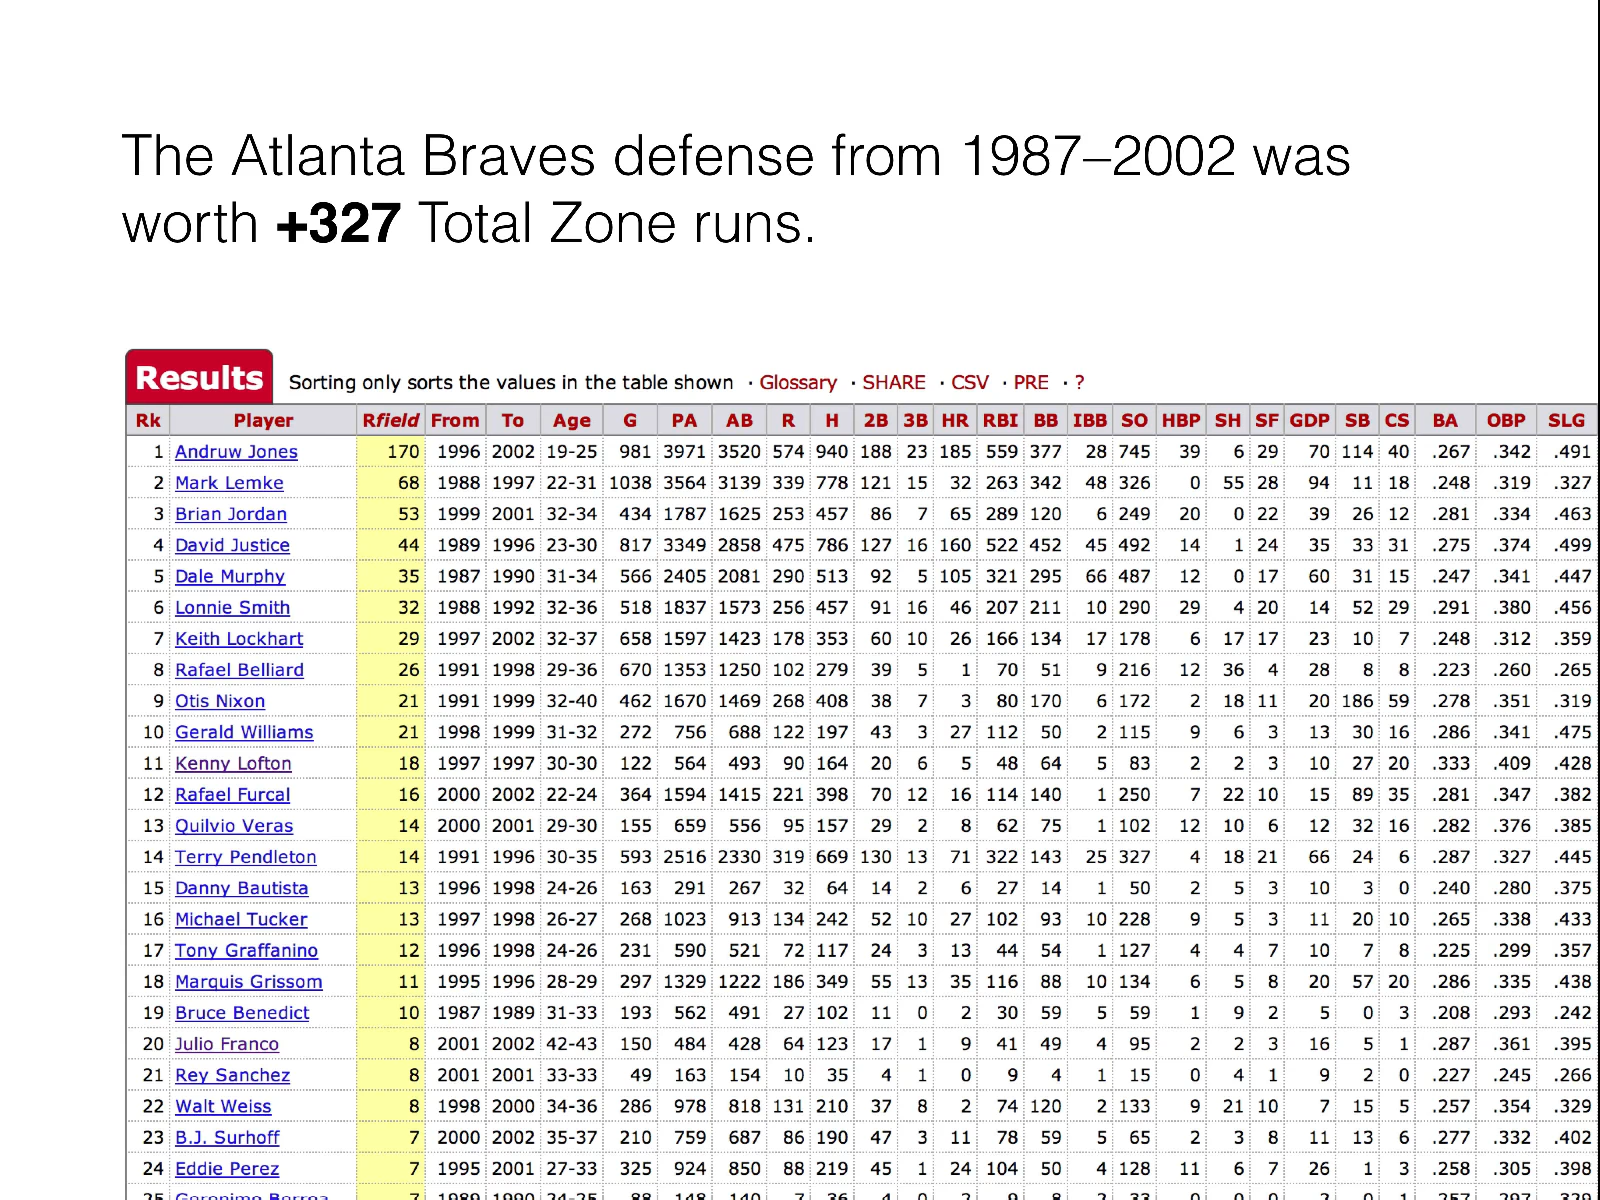 The Atlanta Braves defense from 1987–2002 was
worth +327 Total Zone runs.
Results Sorting only sorts the values in the table shown · Glossary · SHARE · CSV · PRE · ?
Rk Player Rfield From To Age G PA AB R H 2B 3B HR RBI BB IBB SO HBP SH SF GDP SB CS BA OBP SLG
1 Andruw Jones 170 1996 2002 19-25 981 3971 3520 574 940 188 23 185 559 377 28 745 39 6 29 70 114 40 .267 .342 .491
2 Mark Lemke 68 1988 1997 22-31 1038 3564 3139 339 778 121 15 32 263 342 48 326 0 55 28 94 11 18 .248 .319 .327
3 Brian Jordan 53 1999 2001 32-34 434 1787 1625 253 457 86 7 65 289 120 6 249 20 0 22 39 26 12 .281 .334 .463
4 David Justice 44 1989 1996 23-30 817 3349 2858 475 786 127 16 160 522 452 45 492 14 1 24 35 33 31 .275 .374 .499
5 Dale Murphy 35 1987 1990 31-34 566 2405 2081 290 513 92 5 105 321 295 66 487 12 0 17 60 31 15 .247 .341 .447
6 Lonnie Smith 32 1988 1992 32-36 518 1837 1573 256 457 91 16 46 207 211 10 290 29 4 20 14 52 29 .291 .380 .456
7 Keith Lockhart 29 1997 2002 32-37 658 1597 1423 178 353 60 10 26 166 134 17 178 6 17 17 23 10 7 .248 .312 .359
8 Rafael Belliard 26 1991 1998 29-36 670 1353 1250 102 279 39 5 1 70 51 9 216 12 36 4 28 8 8 .223 .260 .265
9 Otis Nixon 21 1991 1999 32-40 462 1670 1469 268 408 38 7 3 80 170 6 172 2 18 11 20 186 59 .278 .351 .319
10 Gerald Williams 21 1998 1999 31-32 272 756 688 122 197 43 3 27 112 50 2 115 9 6 3 13 30 16 .286 .341 .475
11 Kenny Lofton 18 1997 1997 30-30 122 564 493 90 164 20 6 5 48 64 5 83 2 2 3 10 27 20 .333 .409 .428
12 Rafael Furcal 16 2000 2002 22-24 364 1594 1415 221 398 70 12 16 114 140 1 250 7 22 10 15 89 35 .281 .347 .382
13 Quilvio Veras 14 2000 2001 29-30 155 659 556 95 157 29 2 8 62 75 1 102 12 10 6 12 32 16 .282 .376 .385
14 Terry Pendleton 14 1991 1996 30-35 593 2516 2330 319 669 130 13 71 322 143 25 327 4 18 21 66 24 6 .287 .327 .445
15 Danny Bautista 13 1996 1998 24-26 163 291 267 32 64 14 2 6 27 14 1 50 2 5 3 10 3 0 .240 .280 .375
16 Michael Tucker 13 1997 1998 26-27 268 1023 913 134 242 52 10 27 102 93 10 228 9 5 3 11 20 10 .265 .338 .433
17 Tony Graffanino 12 1996 1998 24-26 231 590 521 72 117 24 3 13 44 54 1 127 4 4 7 10 7 8 .225 .299 .357
18 Marquis Grissom 11 1995 1996 28-29 297 1329 1222 186 349 55 13 35 116 88 10 134 6 5 8 20 57 20 .286 .335 .438
19 Bruce Benedict 10 1987 1989 31-33 193 562 491 27 102 11 0 2 30 59 5 59 1 9 2 5 0 3 .208 .293 .242
20 Julio Franco 8 2001 2002 42-43 150 484 428 64 123 17 1 9 41 49 4 95 2 2 3 16 5 1 .287 .361 .395
21 Rey Sanchez 8 2001 2001 33-33 49 163 154 10 35 4 1 0 9 4 1 15 0 4 1 9 2 0 .227 .245 .266
22 Walt Weiss 8 1998 2000 34-36 286 978 818 131 210 37 8 2 74 120 2 133 9 21 10 7 15 5 .257 .354 .329
23 B.J. Surhoff 7 2000 2002 35-37 210 759 687 86 190 47 3 11 78 59 5 65 2 3 8 11 13 6 .277 .332 .402
24 Eddie Perez 7 1995 2001 27-33 325 924 850 88 219 45 1 24 104 50 4 128 11 6 7 26 1 3 .258 .305 .398